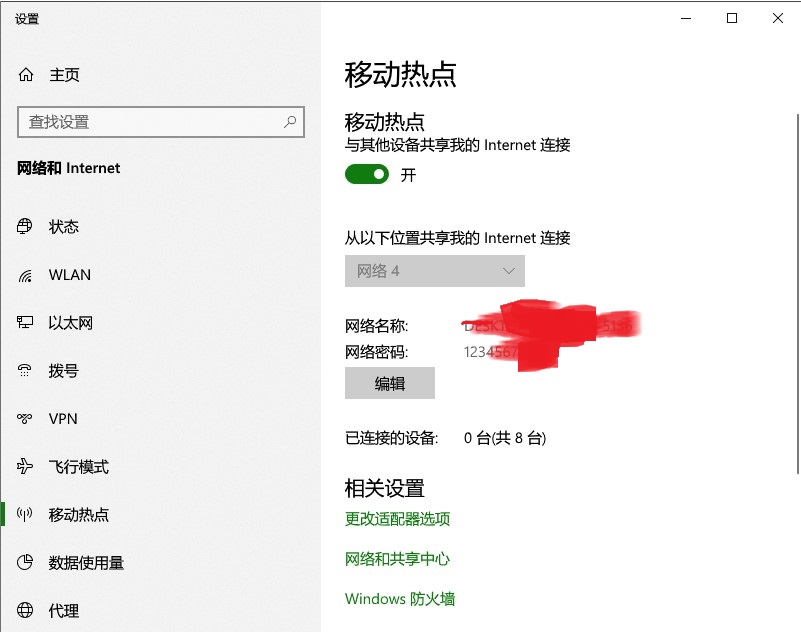 设置
主页
查找设置
网络和 Internet
状态
WLAN
以太网
拨号
VPN
飞行模式
移动热点
数据使用量
代理
移动热点
移动热点
与其他设备共享我的 Internet 连接
开
从以下位置共享我的 Internet 连接
网络 4
网络名称:
网络密码: 1234567
编辑
已连接的设备: 0 台(共 8 台)
相关设置
更改适配器选项
网络和共享中心
Windows 防火墙